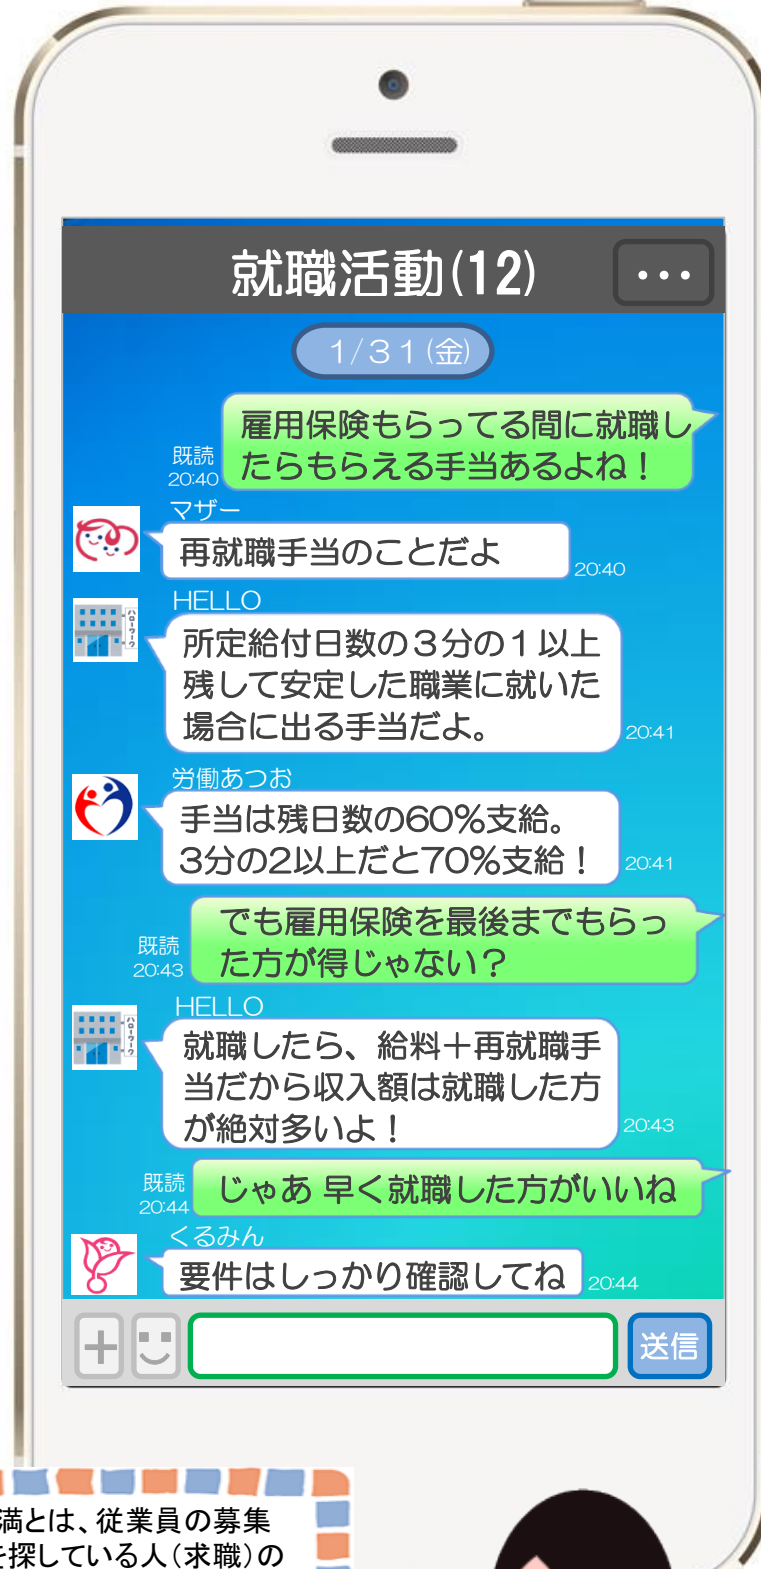 就職活動(12)
1/31(金)
雇用保険もらってる間に就職し
たらもらえる手当あるよね！
既読
20:40
マザー
再就職手当のことだよ
20:40
HELLO
所定給付日数の３分の１以上
残して安定した職業に就いた
場合に出る手当だよ。
20:41
労働あつお
手当は残日数の60%支給。
3分の2以上だと70%支給！
20:41
でも雇用保険を最後までもらっ
た方が得じゃない？
既読
20:43
HELLO
就職したら、給料＋再就職手
当だから収入額は就職した方
が絶対多いよ！
20:43
じゃあ 早く就職した方がいいね
既読
20:44
くるみん
要件はしっかり確認してね
20:44
送信
満とは、従業員の募集
を探している人（求職）の